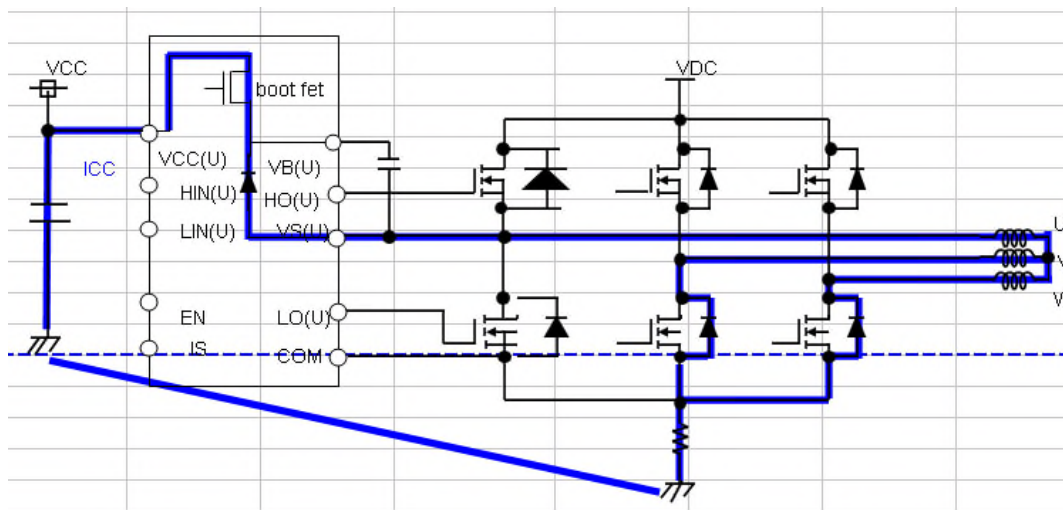 VCC
VDC
boot fet
ICC
VCC(U)
VB(U)
HIN(U)
HO(U)
LIN(U)
VS(U)
U
V
W
EN
LO(U)
IS
COM